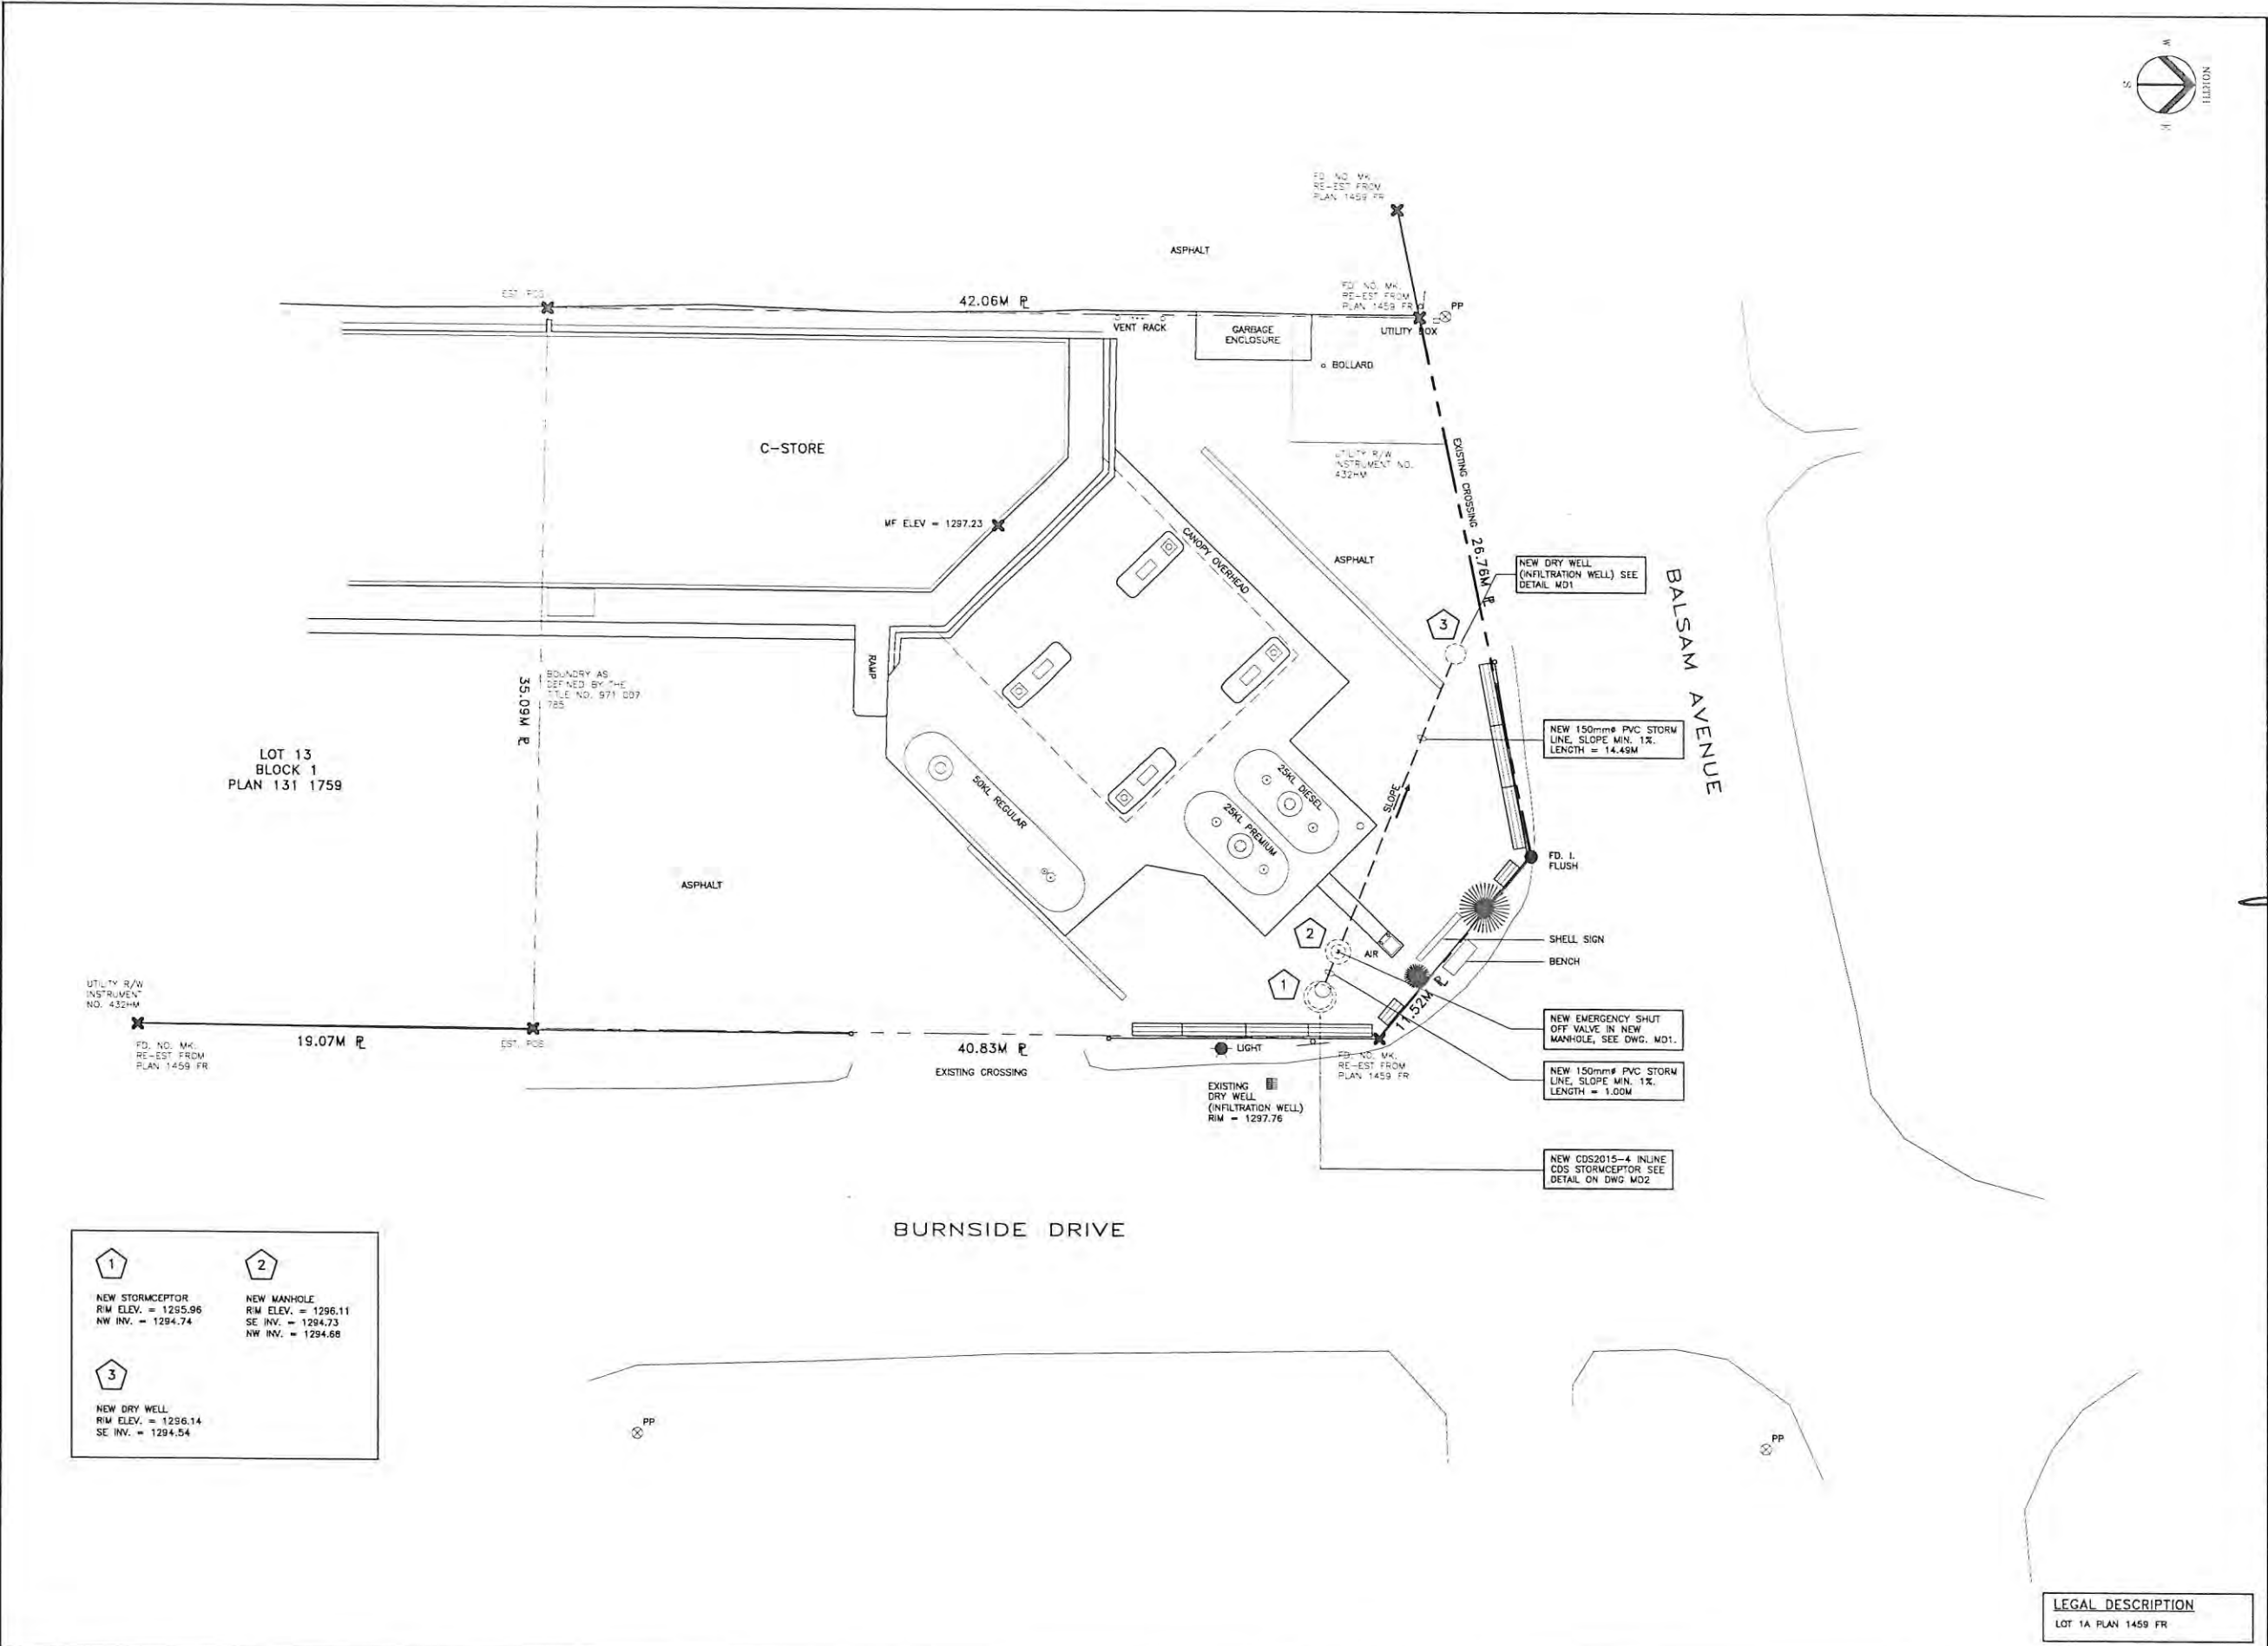 W
NORTH
S
E
FD. NO. MK.
RE-EST FROM
PLAN 1459 FR
ASPHALT
EST. POS.
42.06M PL
FD. NO. MK.
RE-EST FROM
PLAN 1459 FR
PP
VENT RACK
GARBAGE
ENCLOSURE
UTILITY BOX
BOLLARD
C-STORE
UTILITY R/W
INSTRUMENT NO.
432HM
EXISTING CROSSING 26.76M PL
MF ELEV = 1297.23
CANOPY OVERHEAD
ASPHALT
NEW DRY WELL
(INFILTRATION WELL) SEE
DETAIL MD1
BALSAM AVENUE
3
RAMP
BOUNDRY AS
DEFINED BY THE
TITLE NO. 971 007
785
35.09M PL
LOT 13
BLOCK 1
PLAN 131 1759
NEW 150mmø PVC STORM
LINE, SLOPE MIN. 1%.
LENGTH = 14.49M
50KL REGULAR
25KL DIESEL
25KL PREMIUM
SLOPE
FD. I.
FLUSH
ASPHALT
2
AIR
SHELL SIGN
BENCH
1
11.52M PL
UTILITY R/W
INSTRUMENT
NO. 432HM
NEW EMERGENCY SHUT
OFF VALVE IN NEW
MANHOLE, SEE DWG. MD1.
FD. NO. MK.
RE-EST FROM
PLAN 1459 FR
19.07M PL
EST. POS.
40.83M PL
EXISTING CROSSING
LIGHT
FD. NO. MK.
RE-EST FROM
PLAN 1459 FR
NEW 150mmø PVC STORM
LINE, SLOPE MIN. 1%.
LENGTH = 1.00M
EXISTING
DRY WELL
(INFILTRATION WELL)
RIM = 1297.76
NEW CDS2015-4 INLINE
CDS STORMCEPTOR SEE
DETAIL ON DWG MD2
BURNSIDE DRIVE
1
NEW STORMCEPTOR
RIM ELEV. = 1295.96
NW INV. = 1294.74
2
NEW MANHOLE
RIM ELEV. = 1296.11
SE INV. = 1294.73
NW INV. = 1294.68
3
NEW DRY WELL
RIM ELEV. = 1296.14
SE INV. = 1294.54
PP
PP
LEGAL DESCRIPTION
LOT 1A PLAN 1459 FR